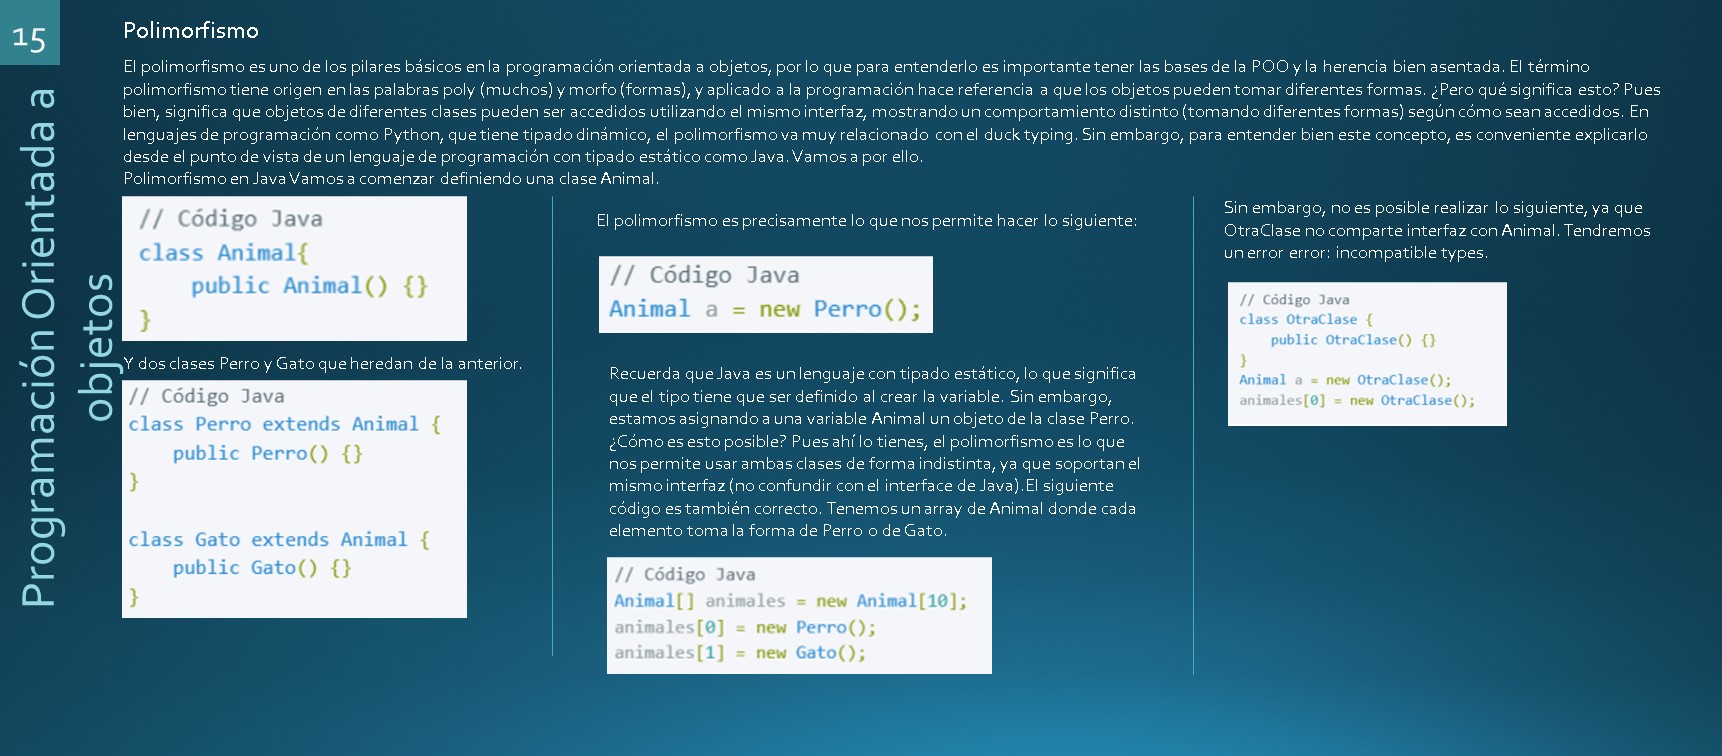 15
Programación Orientada a
objetos
Polimorfismo
El polimorfismo es uno de los pilares básicos en la programación orientada a objetos, por lo que para entenderlo es importante tener las bases de la POO y la herencia bien asentada. El término
polimorfismo tiene origen en las palabras poly (muchos) y morfo (formas), y aplicado a la programación hace referencia a que los objetos pueden tomar diferentes formas. ¿Pero qué significa esto? Pues
bien, significa que objetos de diferentes clases pueden ser accedidos utilizando el mismo interfaz, mostrando un comportamiento distinto (tomando diferentes formas) según cómo sean accedidos. En
lenguajes de programación como Python, que tiene tipado dinámico, el polimorfismo va muy relacionado con el duck typing. Sin embargo, para entender bien este concepto, es conveniente explicarlo
desde el punto de vista de un lenguaje de programación con tipado estático como Java. Vamos a por ello.
Polimorfismo en Java Vamos a comenzar definiendo una clase Animal.
// Código Java
class Animal{
public Animal() {}
}
Y dos clases Perro y Gato que heredan de la anterior.
// Código Java
class Perro extends Animal {
public Perro() {}
}
class Gato extends Animal {
public Gato() {}
}
El polimorfismo es precisamente lo que nos permite hacer lo siguiente:
// Código Java
Animal a = new Perro();
Recuerda que Java es un lenguaje con tipado estático, lo que significa
que el tipo tiene que ser definido al crear la variable. Sin embargo,
estamos asignando a una variable Animal un objeto de la clase Perro.
¿Cómo es esto posible? Pues ahí lo tienes, el polimorfismo es lo que
nos permite usar ambas clases de forma indistinta, ya que soportan el
mismo interfaz (no confundir con el interface de Java).El siguiente
código es también correcto. Tenemos un array de Animal donde cada
elemento toma la forma de Perro o de Gato.
// Código Java
Animal[] animales = new Animal[10];
animales[0] = new Perro();
animales[1] = new Gato();
Sin embargo, no es posible realizar lo siguiente, ya que
OtraClase no comparte interfaz con Animal. Tendremos
un error error: incompatible types.
// Código Java
class OtraClase {
public OtraClase() {}
}
Animal a = new OtraClase();
animales[0] = new OtraClase();